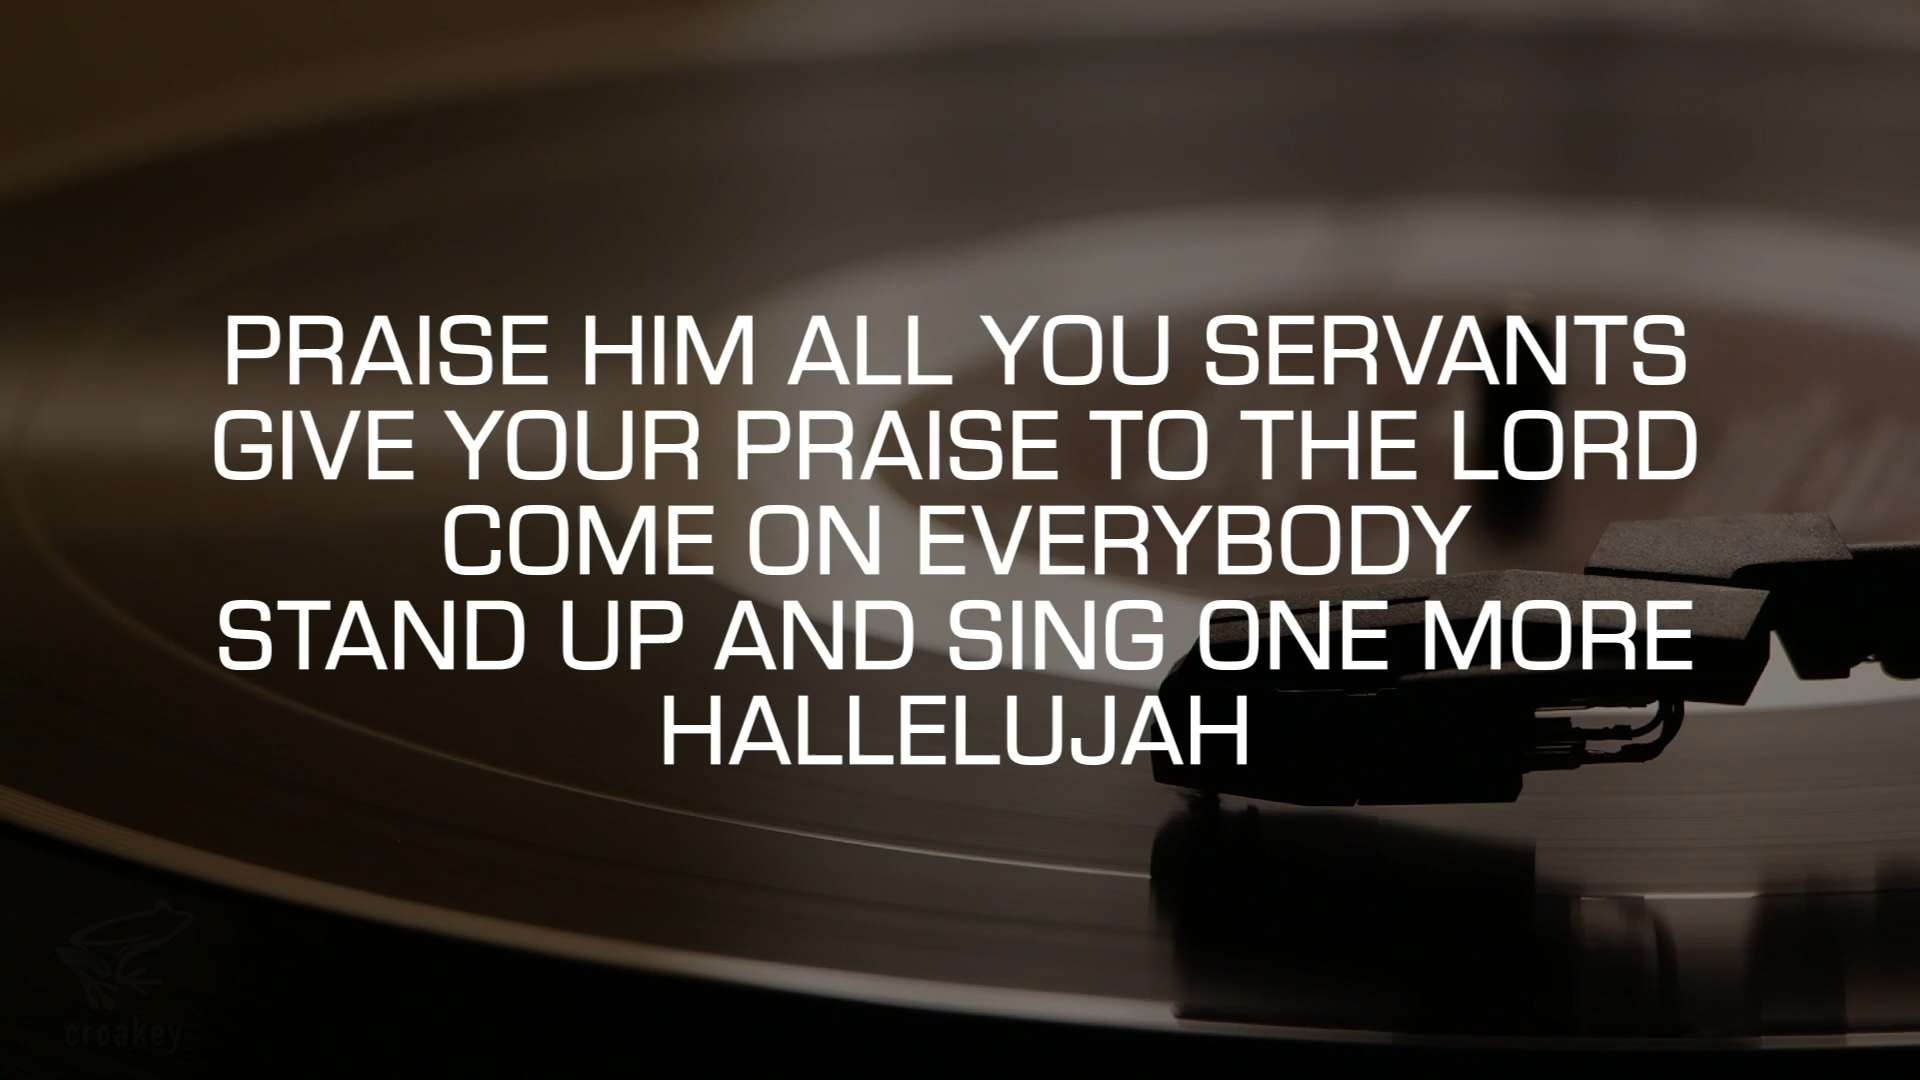 PRAISE HIM ALL YOU SERVANTS
GIVE YOUR PRAISE TO THE LORD
COME ON EVERYBODY
STAND UP AND SING ONE MORE
HALLELUJAH
croakey